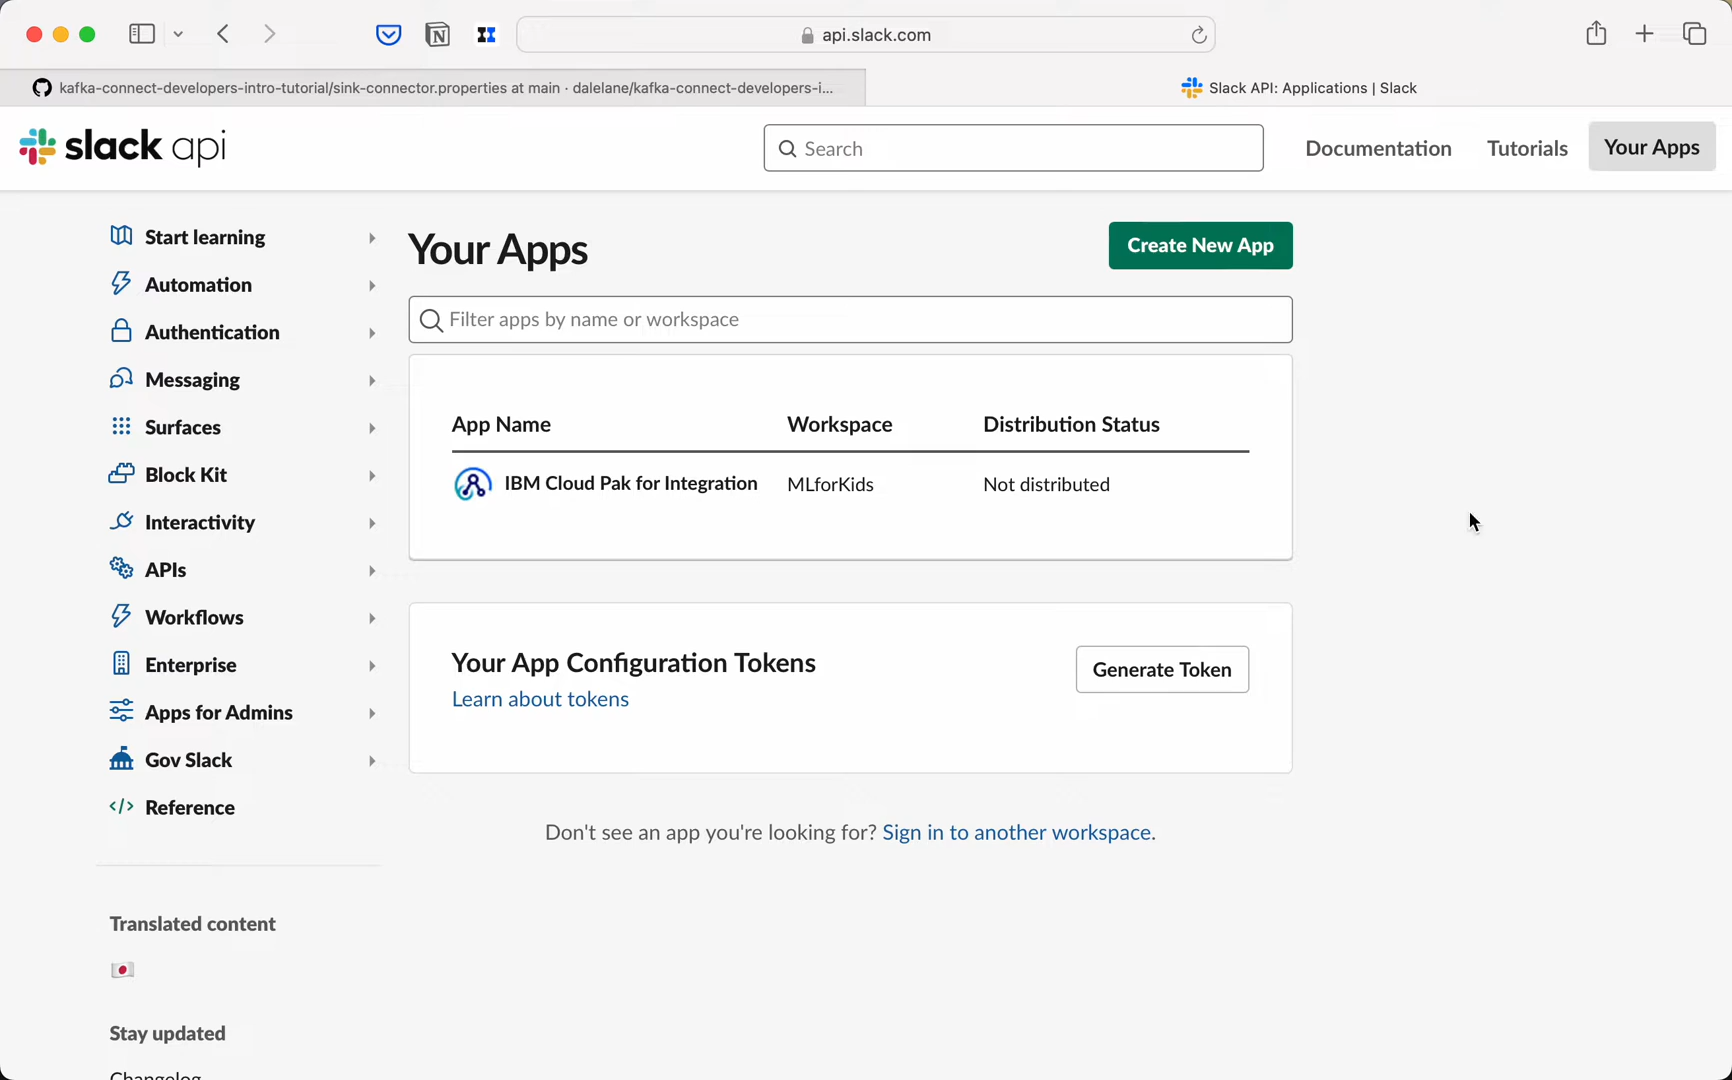 api.slack.com
kafka-connect-developers-intro-tutorial/sink-connector.properties at main · dalelane/kafka-connect-developers-i...
Slack API: Applications | Slack
slack api
Search
Documentation
Tutorials
Your Apps
Start learning
Automation
Authentication
Messaging
Surfaces
Block Kit
Interactivity
APIs
Workflows
Enterprise
Apps for Admins
Gov Slack
Reference
Translated content
Stay updated
Changelog
Your Apps
Create New App
Filter apps by name or workspace
App Name Workspace Distribution Status
IBM Cloud Pak for Integration MLforKids Not distributed
Your App Configuration Tokens
Learn about tokens
Generate Token
Don't see an app you're looking for? Sign in to another workspace.